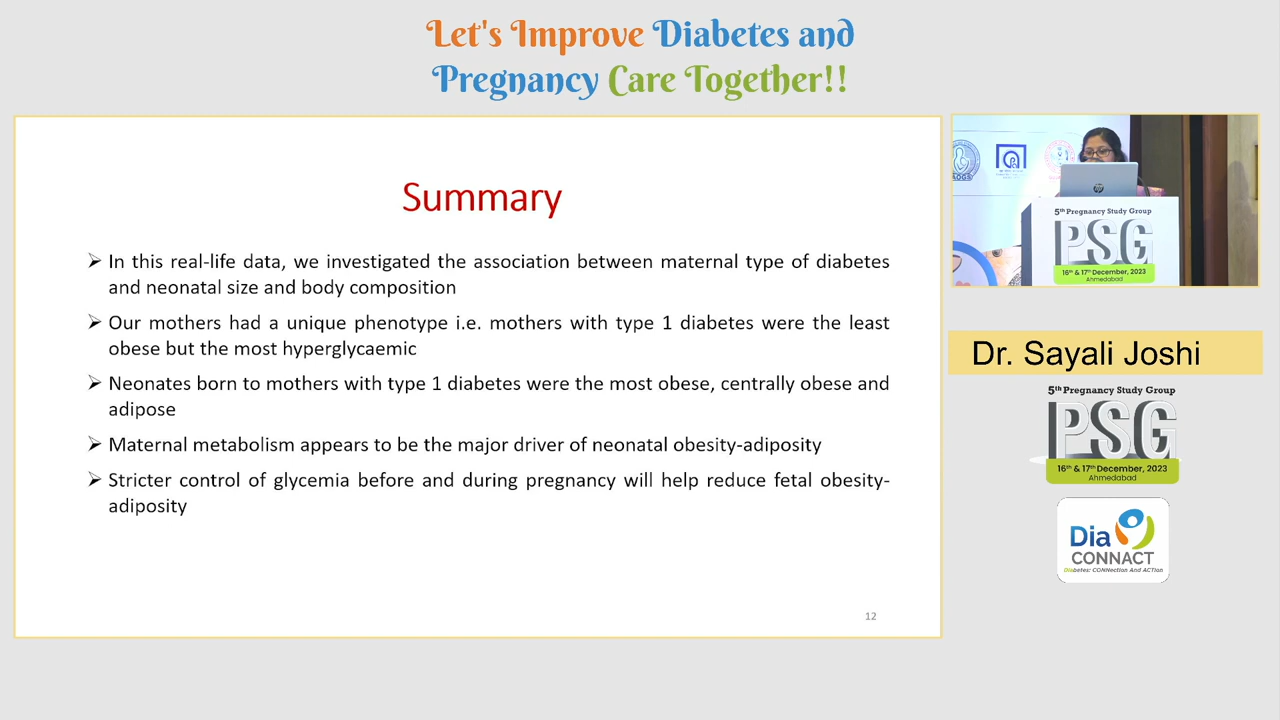 Let's Improve Diabetes and
Pregnancy Care Together!!
Summary
➢ In this real-life data, we investigated the association between maternal type of diabetes
and neonatal size and body composition
➢ Our mothers had a unique phenotype i.e. mothers with type 1 diabetes were the least
obese but the most hyperglycaemic
➢ Neonates born to mothers with type 1 diabetes were the most obese, centrally obese and
adipose
➢ Maternal metabolism appears to be the major driver of neonatal obesity-adiposity
➢ Stricter control of glycemia before and during pregnancy will help reduce fetal obesity-
adiposity
12
hp
5th Pregnancy Study Group
PSG
16th & 17th December, 2023
Ahmedabad
Dr. Sayali Joshi
5th Pregnancy Study Group
PSG
16th & 17th December, 2023
Ahmedabad
Dia
CONNACT
Diabetes: CONNection And ACTion